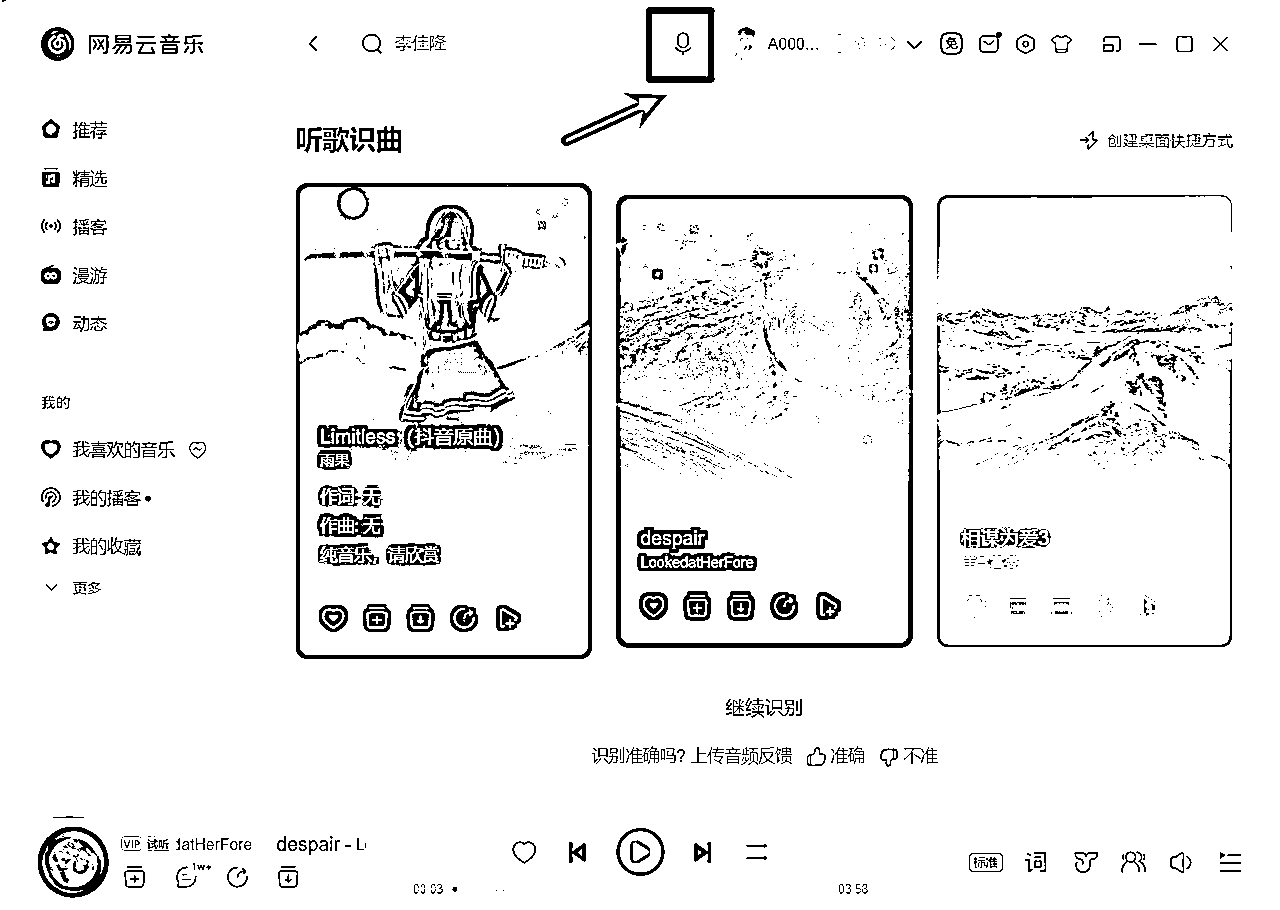 网易云音乐
李佳隆
A000...
免
听歌识曲
创建桌面快捷方式
推荐
精选
播客
漫游
动态
我的
我喜欢的音乐
我的播客
我的收藏
更多
Limitless (抖音原曲)
雨果
作词: 无
作曲: 无
纯音乐，请欣赏
despair
LookedatHerFore
相谋为爱3
继续识别
识别准确吗? 上传音频反馈 准确 不准
VIP 试听 latHerFore despair - L
1w+
03:58
标准 词